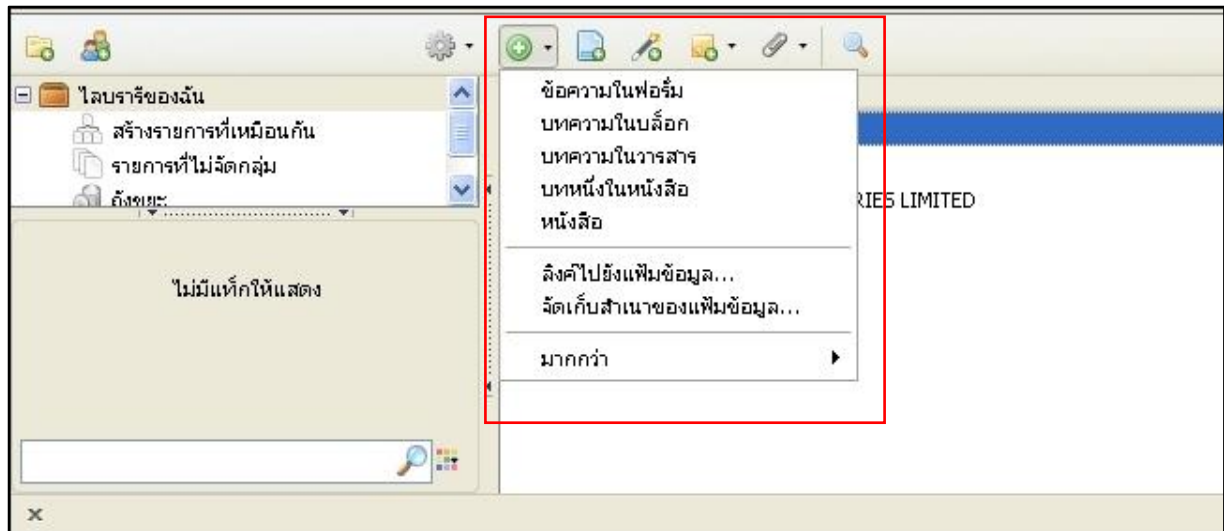 ไลบรารีของฉัน
สร้างรายการที่เหมือนกัน
รายการที่ไม่จัดกลุ่ม
ถังขยะ
ไม่มีแท็กให้แสดง
ข้อความในฟอรั่ม
บทความในบล็อก
บทความในวารสาร
บทหนึ่งในหนังสือ
หนังสือ
ลิงค์ไปยังแฟ้มข้อมูล...
จัดเก็บสำเนาของแฟ้มข้อมูล...
มากกว่า
RIES LIMITED